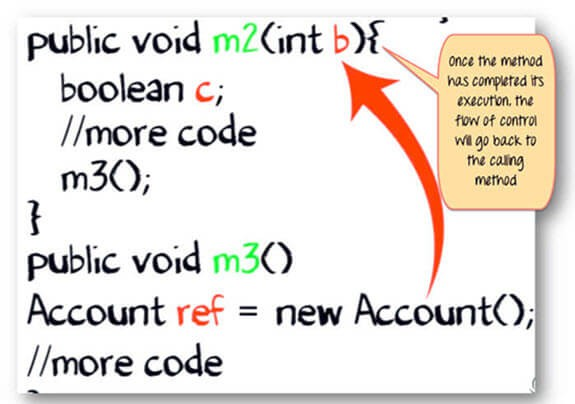 public void m2(int b){
boolean c;
//more code
m3();
}
public void m3()
Account ref = new Account();
//more code
Once the method
has completed its
execution, the
flow of control
will go back to
the calling
method